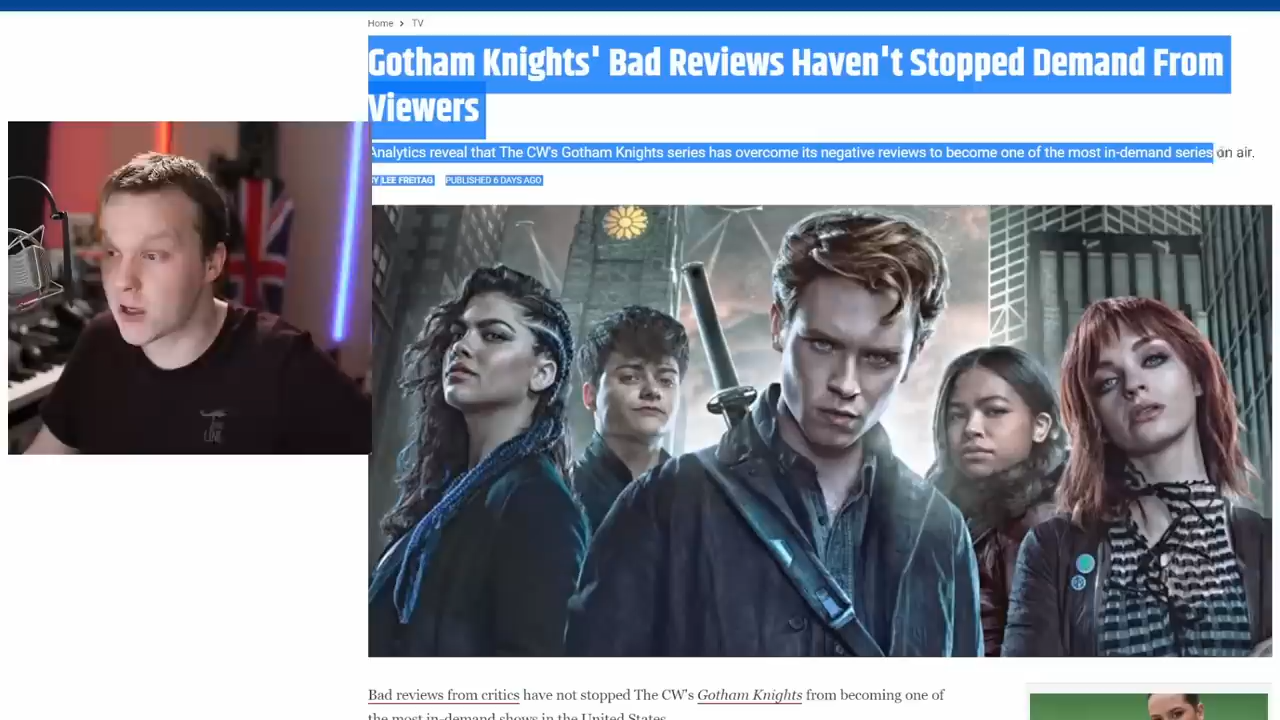 Home > TV
Gotham Knights' Bad Reviews Haven't Stopped Demand From
Viewers
Analytics reveal that The CW's Gotham Knights series has overcome its negative reviews to become one of the most in-demand series on air.
BY LEE FREITAG PUBLISHED 6 DAYS AGO
Bad reviews from critics have not stopped The CW's Gotham Knights from becoming one of
the most in-demand shows in the United States.